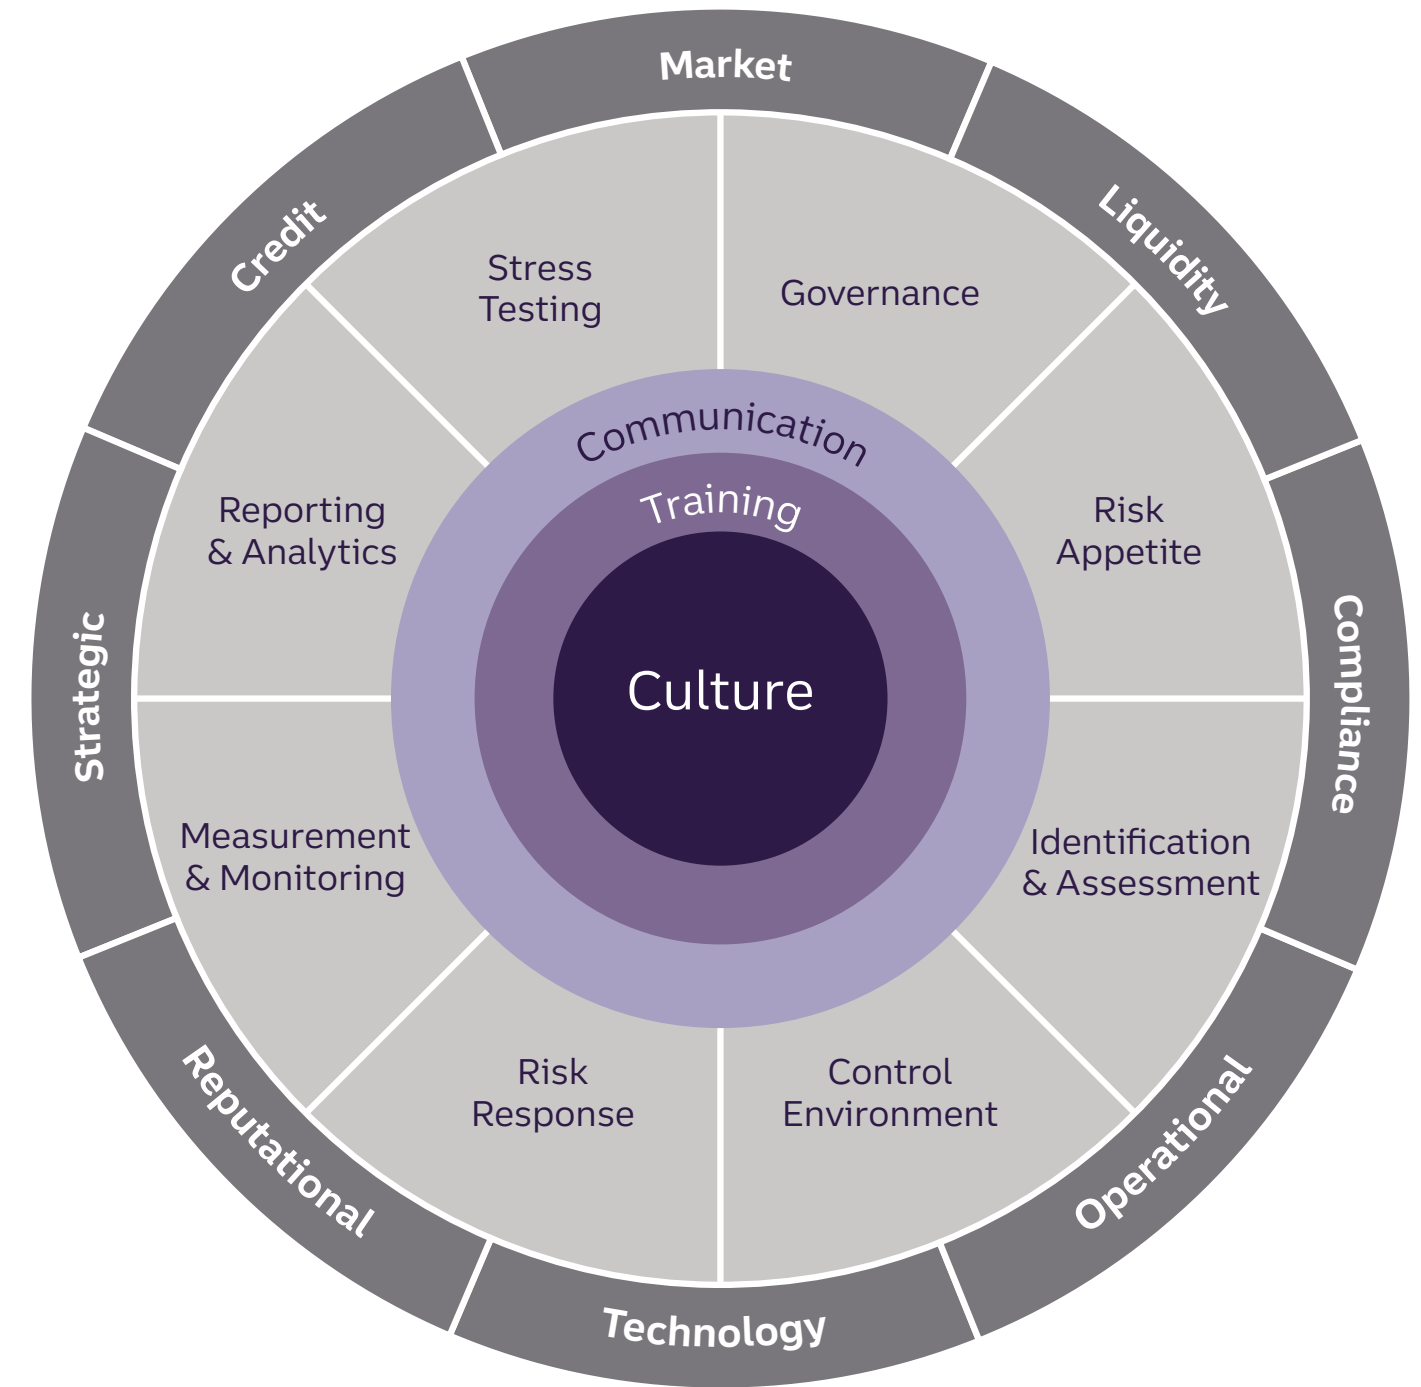 Market
Liquidity
Compliance
Operational
Technology
Reputational
Strategic
Credit
Governance
Risk
Appetite
Identification
& Assessment
Control
Environment
Risk
Response
Measurement
& Monitoring
Reporting
& Analytics
Stress
Testing
Communication
Training
Culture